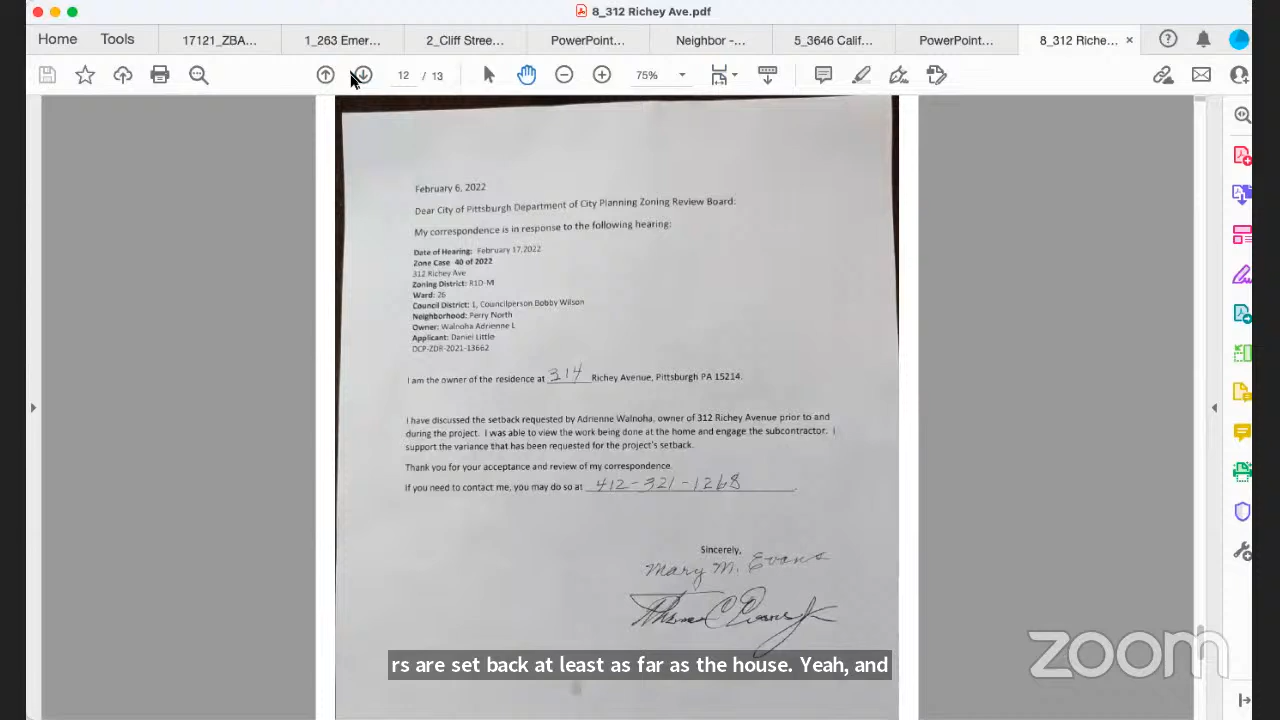 8_312 Richey Ave.pdf
Home Tools 17121_ZBA... 1_263 Emer... 2_Cliff Stree... PowerPoint... Neighbor -... 5_3646 Calif... PowerPoint... 8_312 Riche... ×
12 / 13 75%
February 6, 2022
Dear City of Pittsburgh Department of City Planning Zoning Review Board:
My correspondence is in response to the following hearing:
Date of Hearing: February 17,2022
Zone Case 40 of 2022
312 Richey Ave
Zoning District: R1D-M
Ward: 26
Council District: 1, Councilperson Bobby Wilson
Neighborhood: Perry North
Owner: Walnoha Adrienne L
Applicant: Daniel Little
DCP-ZDR-2021-13662
I am the owner of the residence at 314 Richey Avenue, Pittsburgh PA 15214.
I have discussed the setback requested by Adrienne Walnoha, owner of 312 Richey Avenue prior to and
during the project. I was able to view the work being done at the home and engage the subcontractor. I
support the variance that has been requested for the project's setback.
Thank you for your acceptance and review of my correspondence.
If you need to contact me, you may do so at 412-321-1268.
Sincerely,
Mary M. Evans
Thomas C Evans Jr
rs are set back at least as far as the house. Yeah, and
zoom